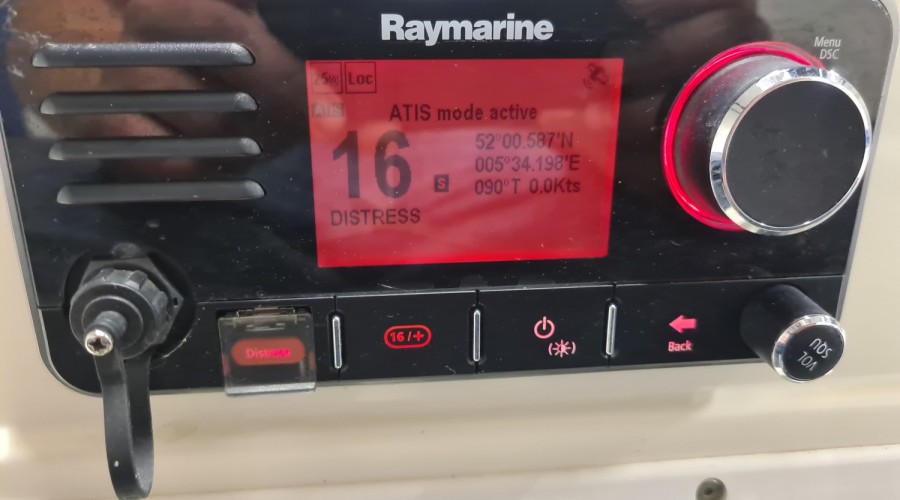 Raymarine
Menu
DSC
25W Loc
ATIS
ATIS mode active
16
S
DISTRESS
52°00.587'N
005°34.198'E
090°T 0.0Kts
Distress
16/+
Back
VOL
SQU